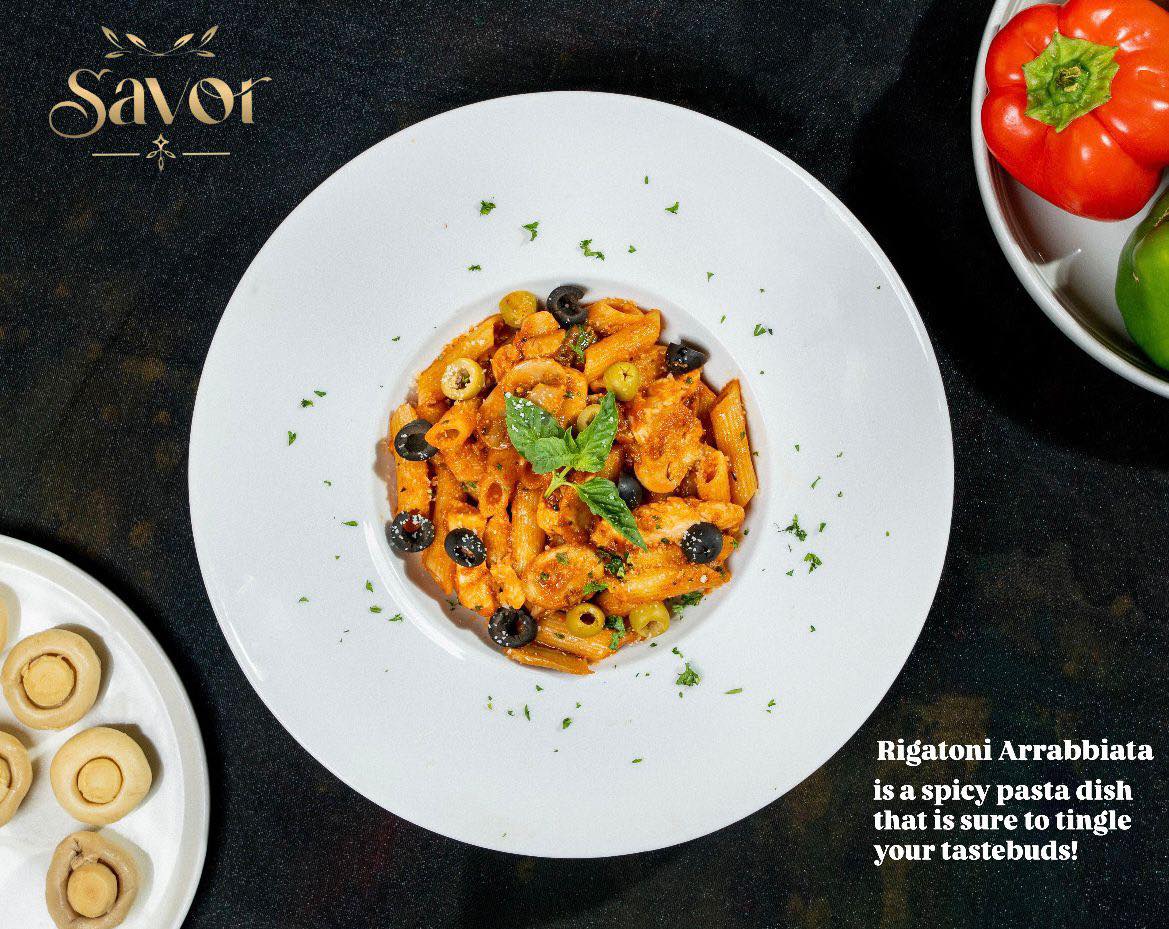 Savor
Rigatoni Arrabbiata
is a spicy pasta dish
that is sure to tingle
your tastebuds!